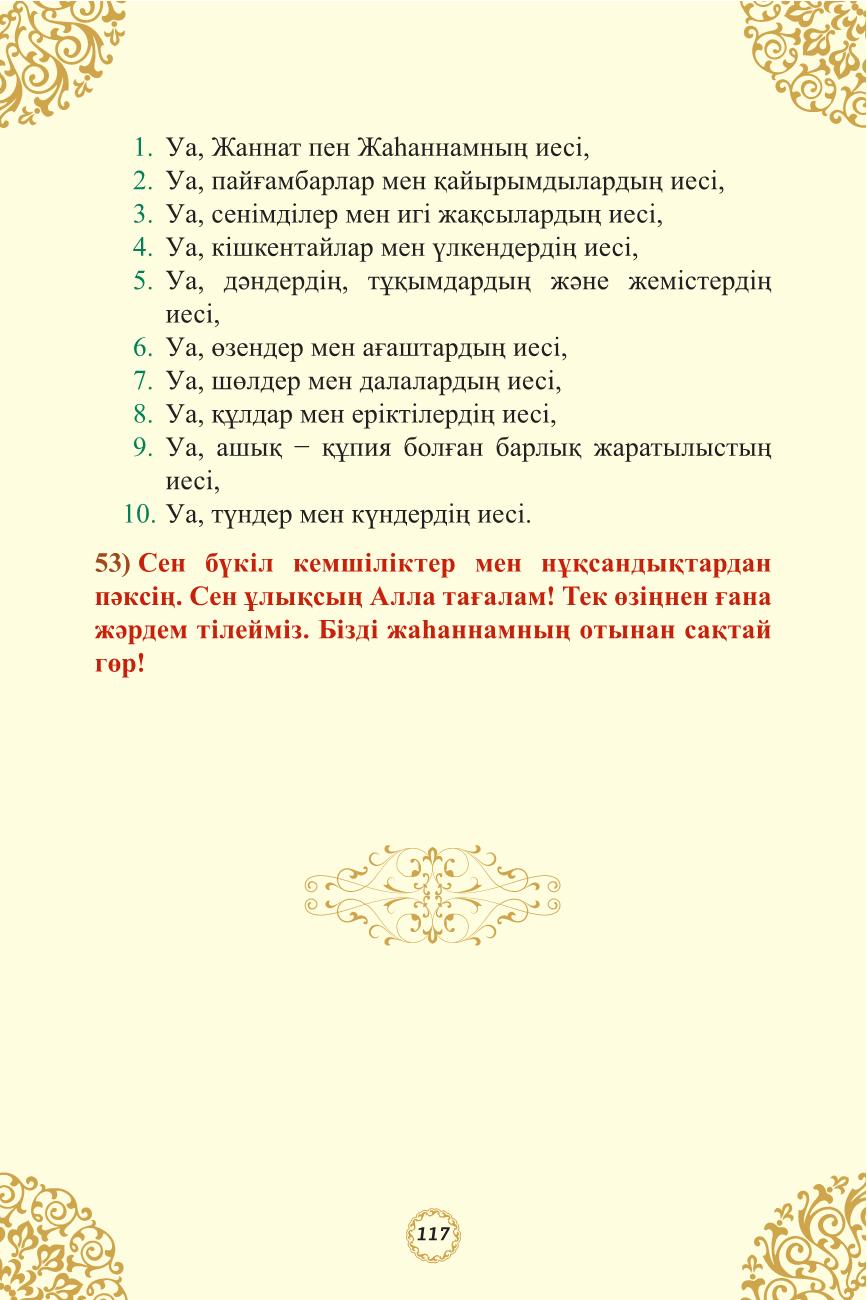 1. Уа, Жаннат пен Жаһаннамның иесі,
2. Уа, пайғамбарлар мен қайырымдылардың иесі,
3. Уа, сенімділер мен игі жақсылардың иесі,
4. Уа, кішкентайлар мен үлкендердің иесі,
5. Уа, дәндердің, тұқымдардың және жемістердің
иесі,
6. Уа, өзендер мен ағаштардың иесі,
7. Уа, шөлдер мен далалардың иесі,
8. Уа, құлдар мен еріктілердің иесі,
9. Уа, ашық − құпия болған барлық жаратылыстың
иесі,
10. Уа, түндер мен күндердің иесі.
53) Сен бүкіл кемшіліктер мен нұқсандықтардан
пәксің. Сен ұлықсың Алла тағалам! Тек өзіңнен ғана
жәрдем тілейміз. Бізді жаһаннамның отынан сақтай
гөр!
117